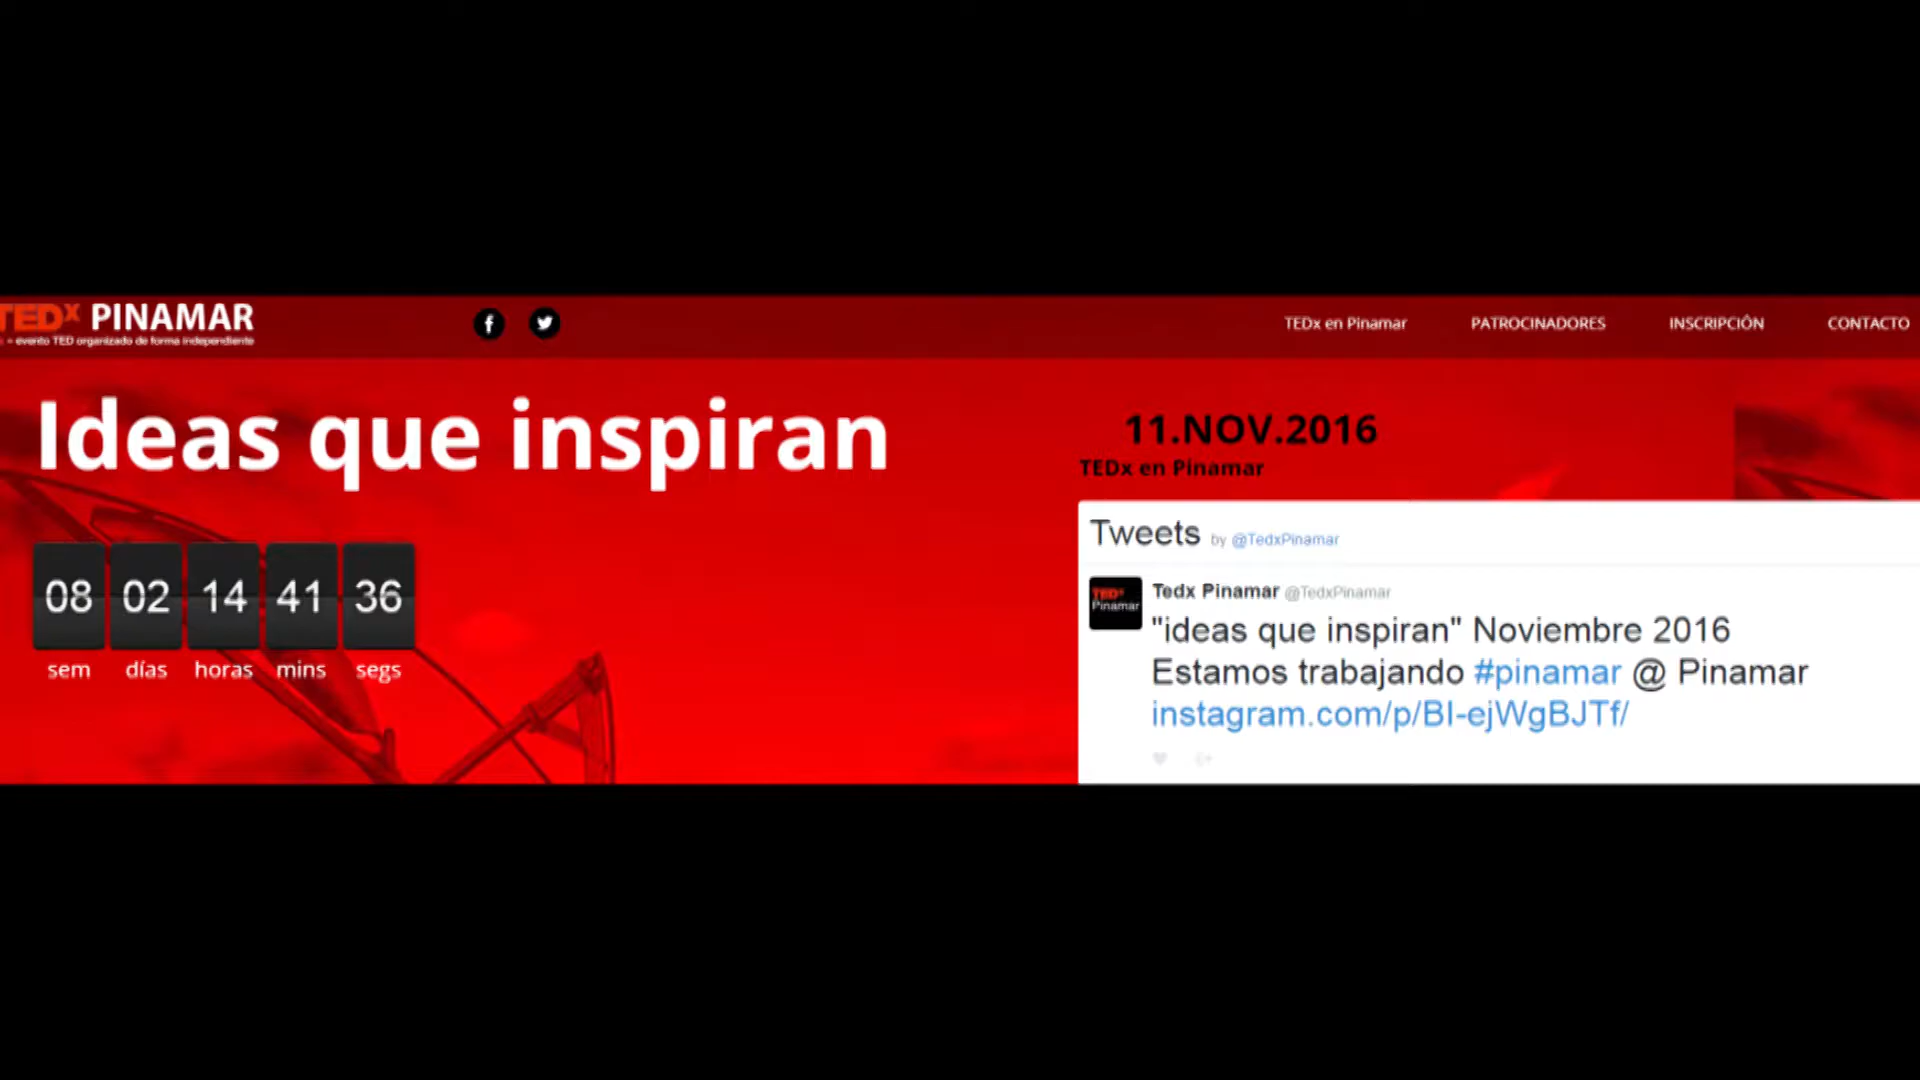 TEDx PINAMAR
= evento TED organizado de forma independiente
TEDx en Pinamar
PATROCINADORES
INSCRIPCIÓN
CONTACTO
Ideas que inspiran
08 02 14 41 36
sem días horas mins segs
11.NOV.2016
TEDx en Pinamar
Tweets by @TedxPinamar
TEDx
Pinamar
Tedx Pinamar @TedxPinamar
"ideas que inspiran" Noviembre 2016
Estamos trabajando #pinamar @ Pinamar
instagram.com/p/BI-ejWgBJTf/